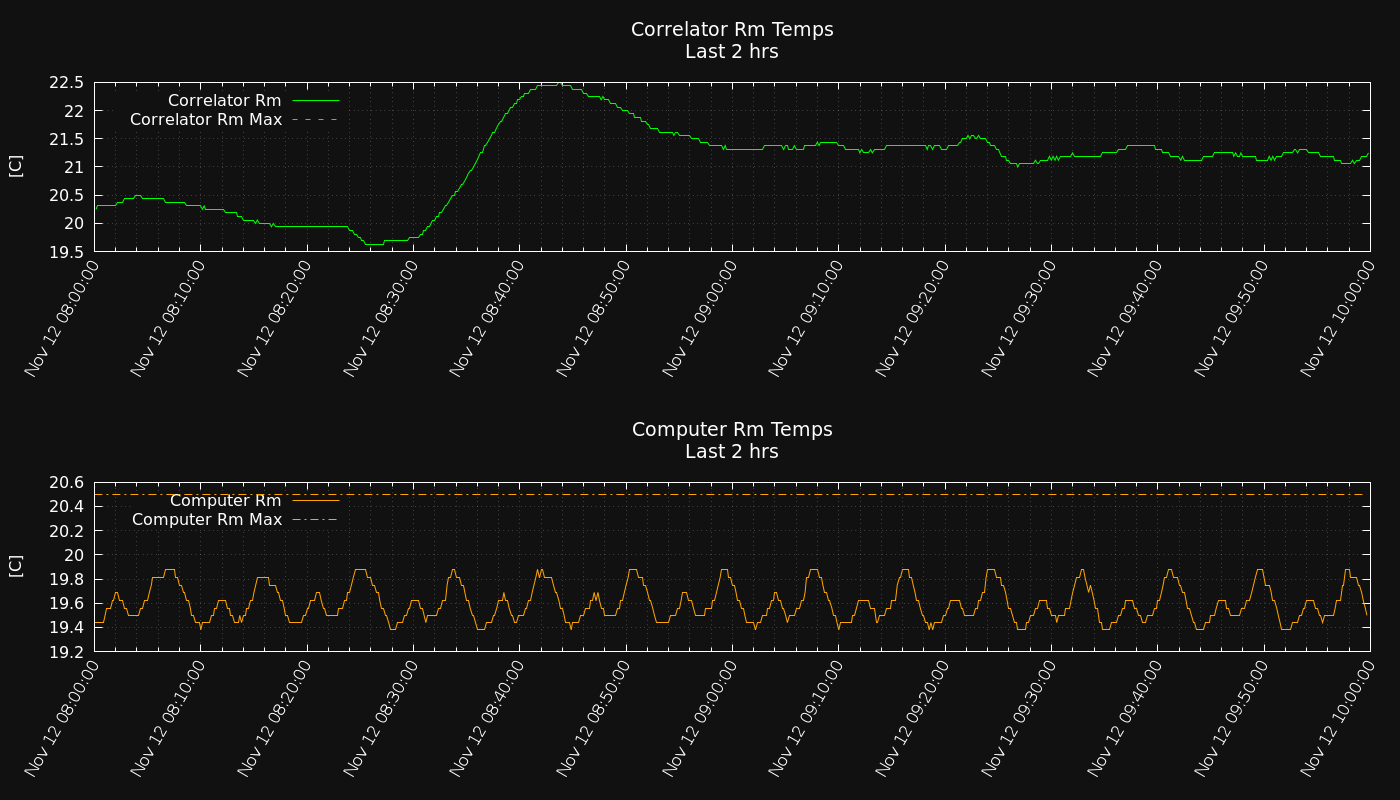 Correlator Rm Temps
Last 2 hrs
22.5
22
21.5
21
20.5
20
19.5
[C]
Correlator Rm
Correlator Rm Max
Nov 12 08:00:00
Nov 12 08:10:00
Nov 12 08:20:00
Nov 12 08:30:00
Nov 12 08:40:00
Nov 12 08:50:00
Nov 12 09:00:00
Nov 12 09:10:00
Nov 12 09:20:00
Nov 12 09:30:00
Nov 12 09:40:00
Nov 12 09:50:00
Nov 12 10:00:00
Computer Rm Temps
Last 2 hrs
20.6
20.4
20.2
20
19.8
19.6
19.4
19.2
[C]
Computer Rm
Computer Rm Max
Nov 12 08:00:00
Nov 12 08:10:00
Nov 12 08:20:00
Nov 12 08:30:00
Nov 12 08:40:00
Nov 12 08:50:00
Nov 12 09:00:00
Nov 12 09:10:00
Nov 12 09:20:00
Nov 12 09:30:00
Nov 12 09:40:00
Nov 12 09:50:00
Nov 12 10:00:00